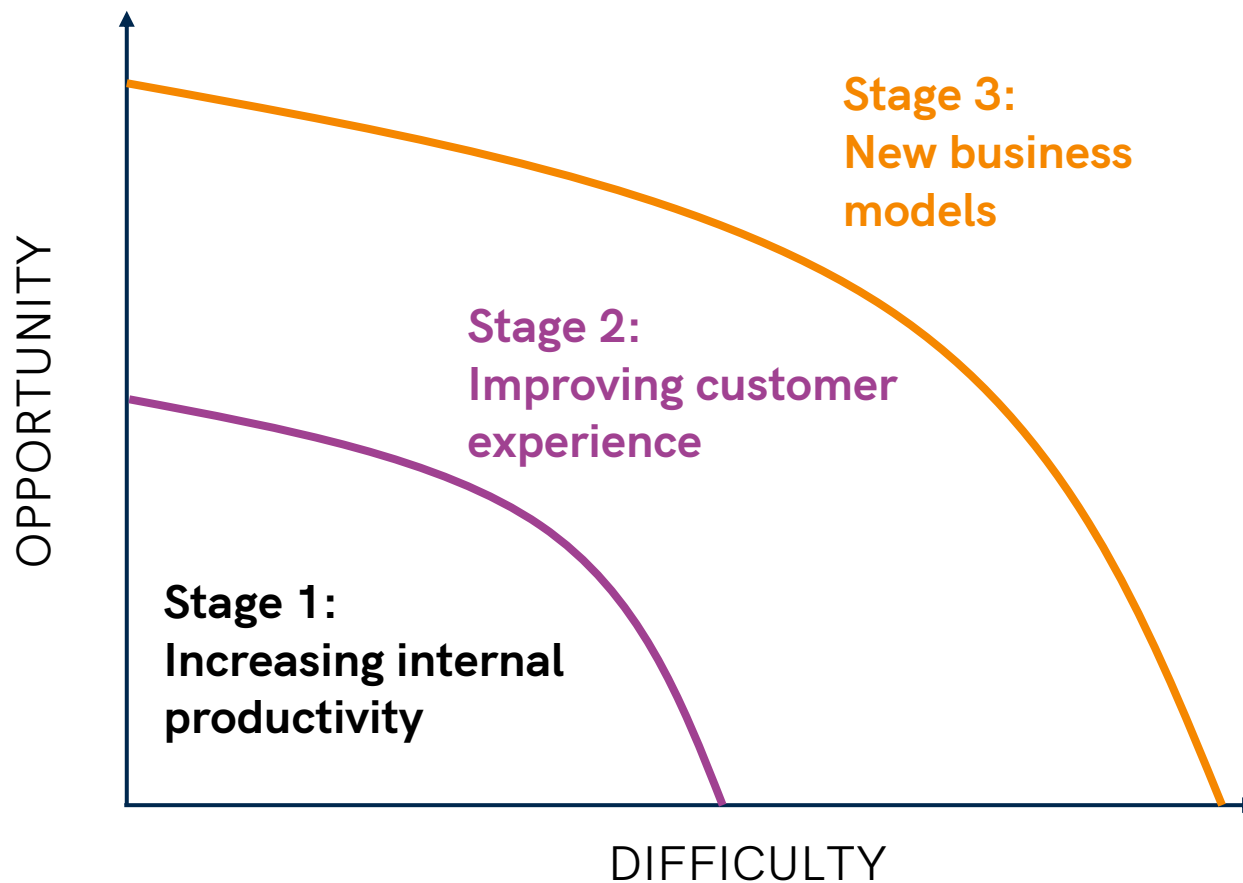 Stage 3:
New business
models
Stage 2:
Improving customer
experience
OPPORTUNITY
Stage 1:
Increasing internal
productivity
DIFFICULTY